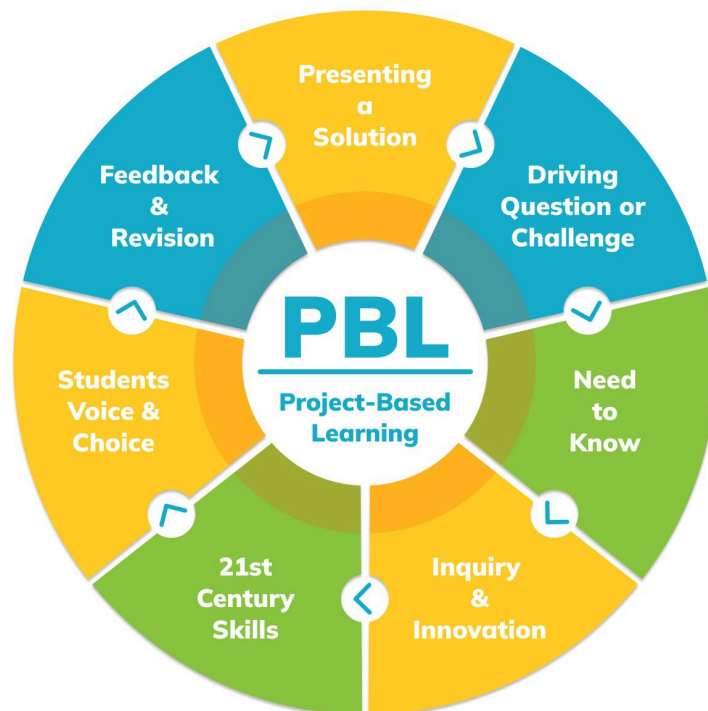 Presenting
a
Solution
Driving
Question or
Challenge
Need
to
Know
Inquiry
&
Innovation
21st
Century
Skills
Students
Voice &
Choice
Feedback
&
Revision
PBL
Project-Based
Learning